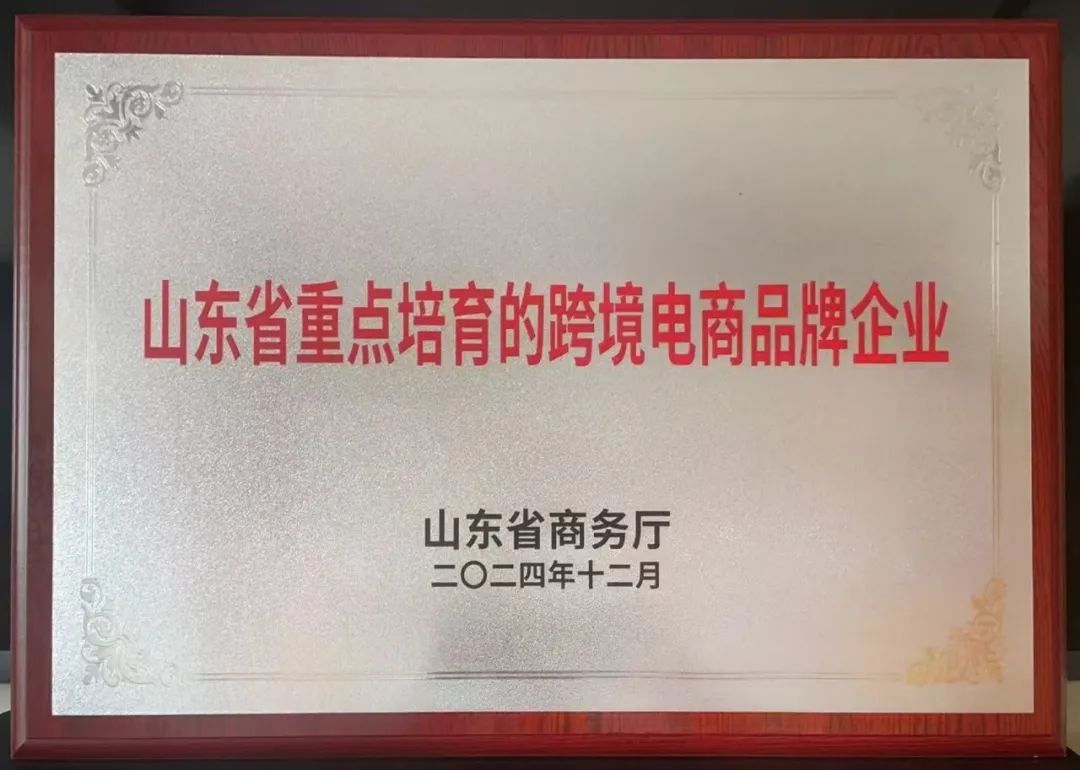 山东省重点培育的跨境电商品牌企业
山东省商务厅
二〇二四年十二月